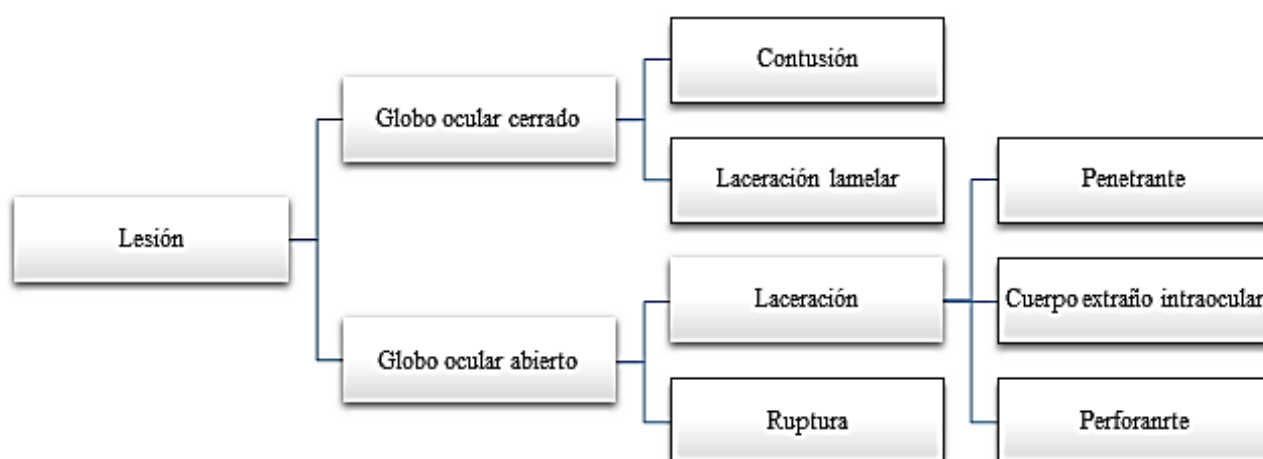 Contusión
Globo ocular cerrado
Laceración lamelar
Penetrante
Lesión
Laceración
Cuerpo extraño intraocular
Globo ocular abierto
Ruptura
Perforanrte